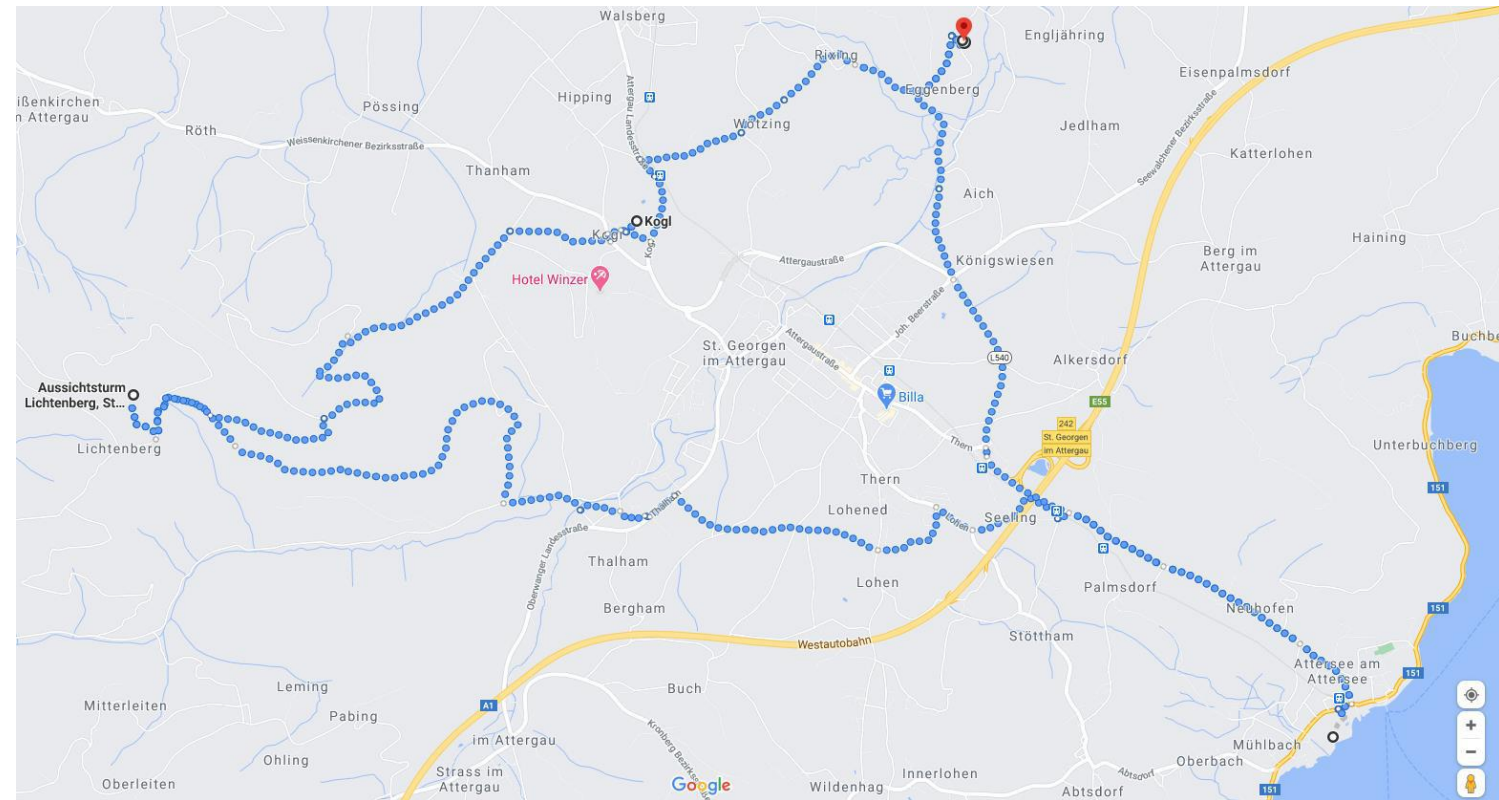 Walsberg
Engljähring
Rixing
Eisenpalmsdorf
ißenkirchen
n Attergau
Pössing
Hipping
Attergau Landesstraße
Eggenberg
Röth
Wötzing
Jedlham
Weissenkirchener Bezirksstraße
Seewalchener Bezirksstraße
Katterlohen
Thanham
Aich
Kogl
Kogl
Kogl
Haining
Attergaustraße
Königswiesen
Berg im
Attergau
Hotel Winzer
Joh. Beerstraße
St. Georgen
im Attergau
Attergaustraße
L540
Alkersdorf
Buchbe
Aussichtsturm
Lichtenberg, St...
Billa
E55
242
St. Georgen
im Attergau
Lichtenberg
Thern
Unterbuchberg
Thern
151
Thalham
Lohened
Lohen
Seeling
Oberwanger Landesstraße
Thalham
Lohen
Palmsdorf
Bergham
Neuhofen
151
Westautobahn
Stöttham
Attersee am
Attersee
151
Leming
Buch
Mitterleiten
A1
Pabing
Kronberg Bezirksst
im Attergau
Mühlbach
Ohling
Oberbach
Strass im
Attergau
Innerlohen
Abtsdorf
Oberleiten
Google
Wildenhag
Abtsdorf
151